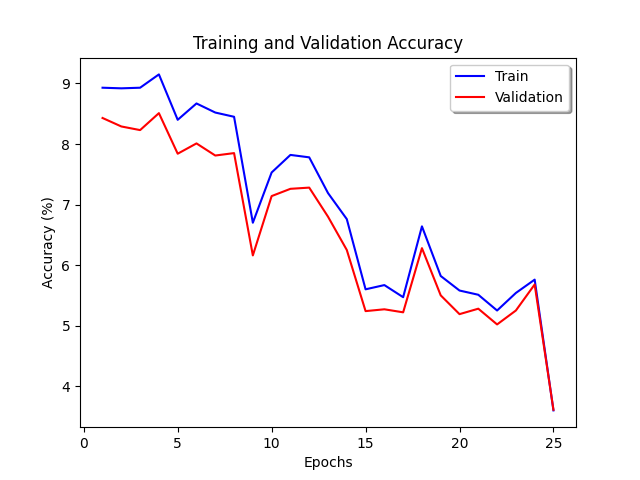 Training and Validation Accuracy
Train
Validation
9
8
7
6
5
4
Accuracy (%)
0 5 10 15 20 25
Epochs